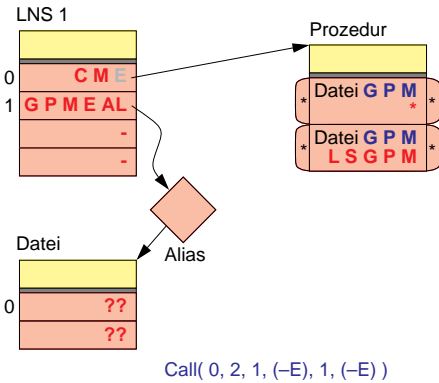 LNS 1
Prozedur
0 C M E
1 G P M E AL
-
-
* Datei G P M *
*
* Datei G P M *
L S G P M
Alias
Datei
0 ??
??
Call( 0, 2, 1, (–E), 1, (–E) )